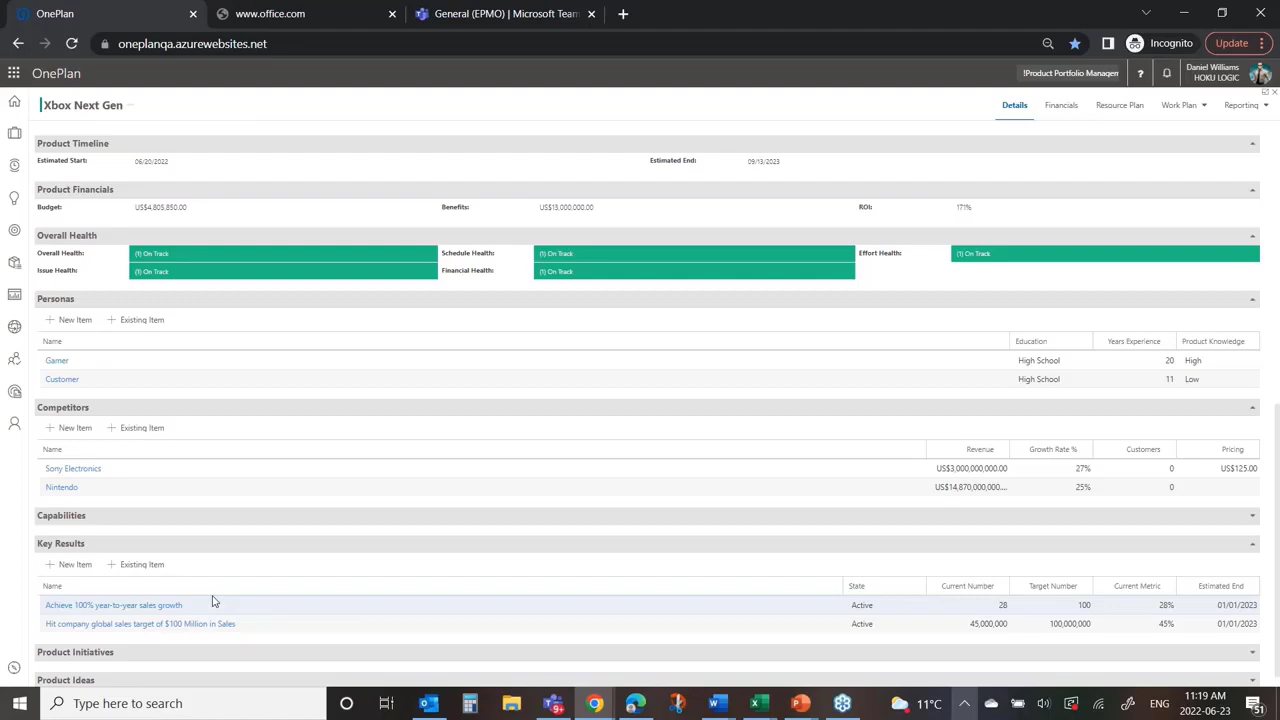 OnePlan
www.office.com
General (EPMO) | Microsoft Team
oneplanqa.azurewebsites.net
Incognito
Update
OnePlan
!Product Portfolio Managem
?
Daniel Williams
HOKU LOGIC
Xbox Next Gen
Details
Financials
Resource Plan
Work Plan
Reporting
Product Timeline
Estimated Start: 06/20/2022 Estimated End: 09/13/2023
Product Financials
Budget: US$4,805,850.00 Benefits: US$13,000,000.00 ROI: 171%
Overall Health
Overall Health: (1) On Track Schedule Health: (1) On Track Effort Health: (1) On Track
Issue Health: (1) On Track Financial Health: (1) On Track
Personas
+ New Item + Existing Item
Name Education Years Experience Product Knowledge
Gamer High School 20 High
Customer High School 11 Low
Competitors
+ New Item + Existing Item
Name Revenue Growth Rate % Customers Pricing
Sony Electronics US$3,000,000,000.00 27% 0 US$125.00
Nintendo US$14,870,000,000.... 25% 0
Capabilities
Key Results
+ New Item + Existing Item
Name State Current Number Target Number Current Metric Estimated End
Achieve 100% year-to-year sales growth Active 28 100 28% 01/01/2023
Hit company global sales target of $100 Million in Sales Active 45,000,000 100,000,000 45% 01/01/2023
Product Initiatives
Product Ideas
Type here to search
11°C
ENG
11:19 AM
2022-06-23
51